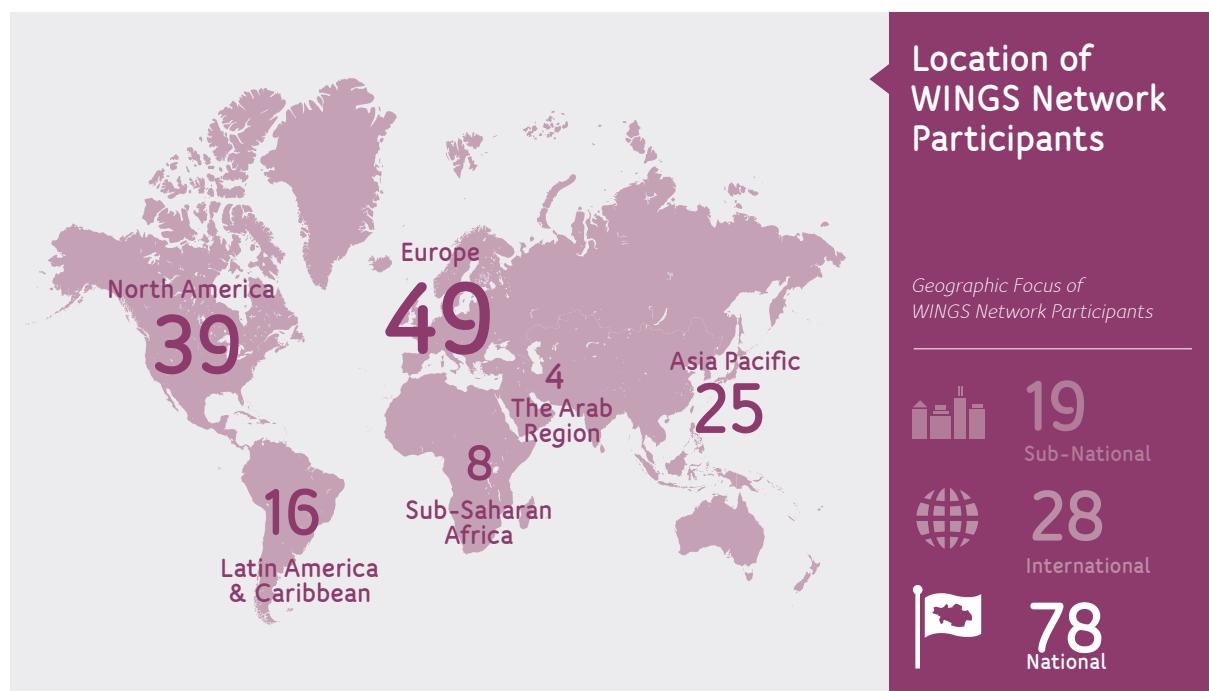 Location of
WINGS Network
Participants
Europe
49
North America
39
Asia Pacific
25
4
The Arab
Region
8
Sub-Saharan
Africa
16
Latin America
& Caribbean
Geographic Focus of
WINGS Network Participants
19
Sub-National
28
International
78
National